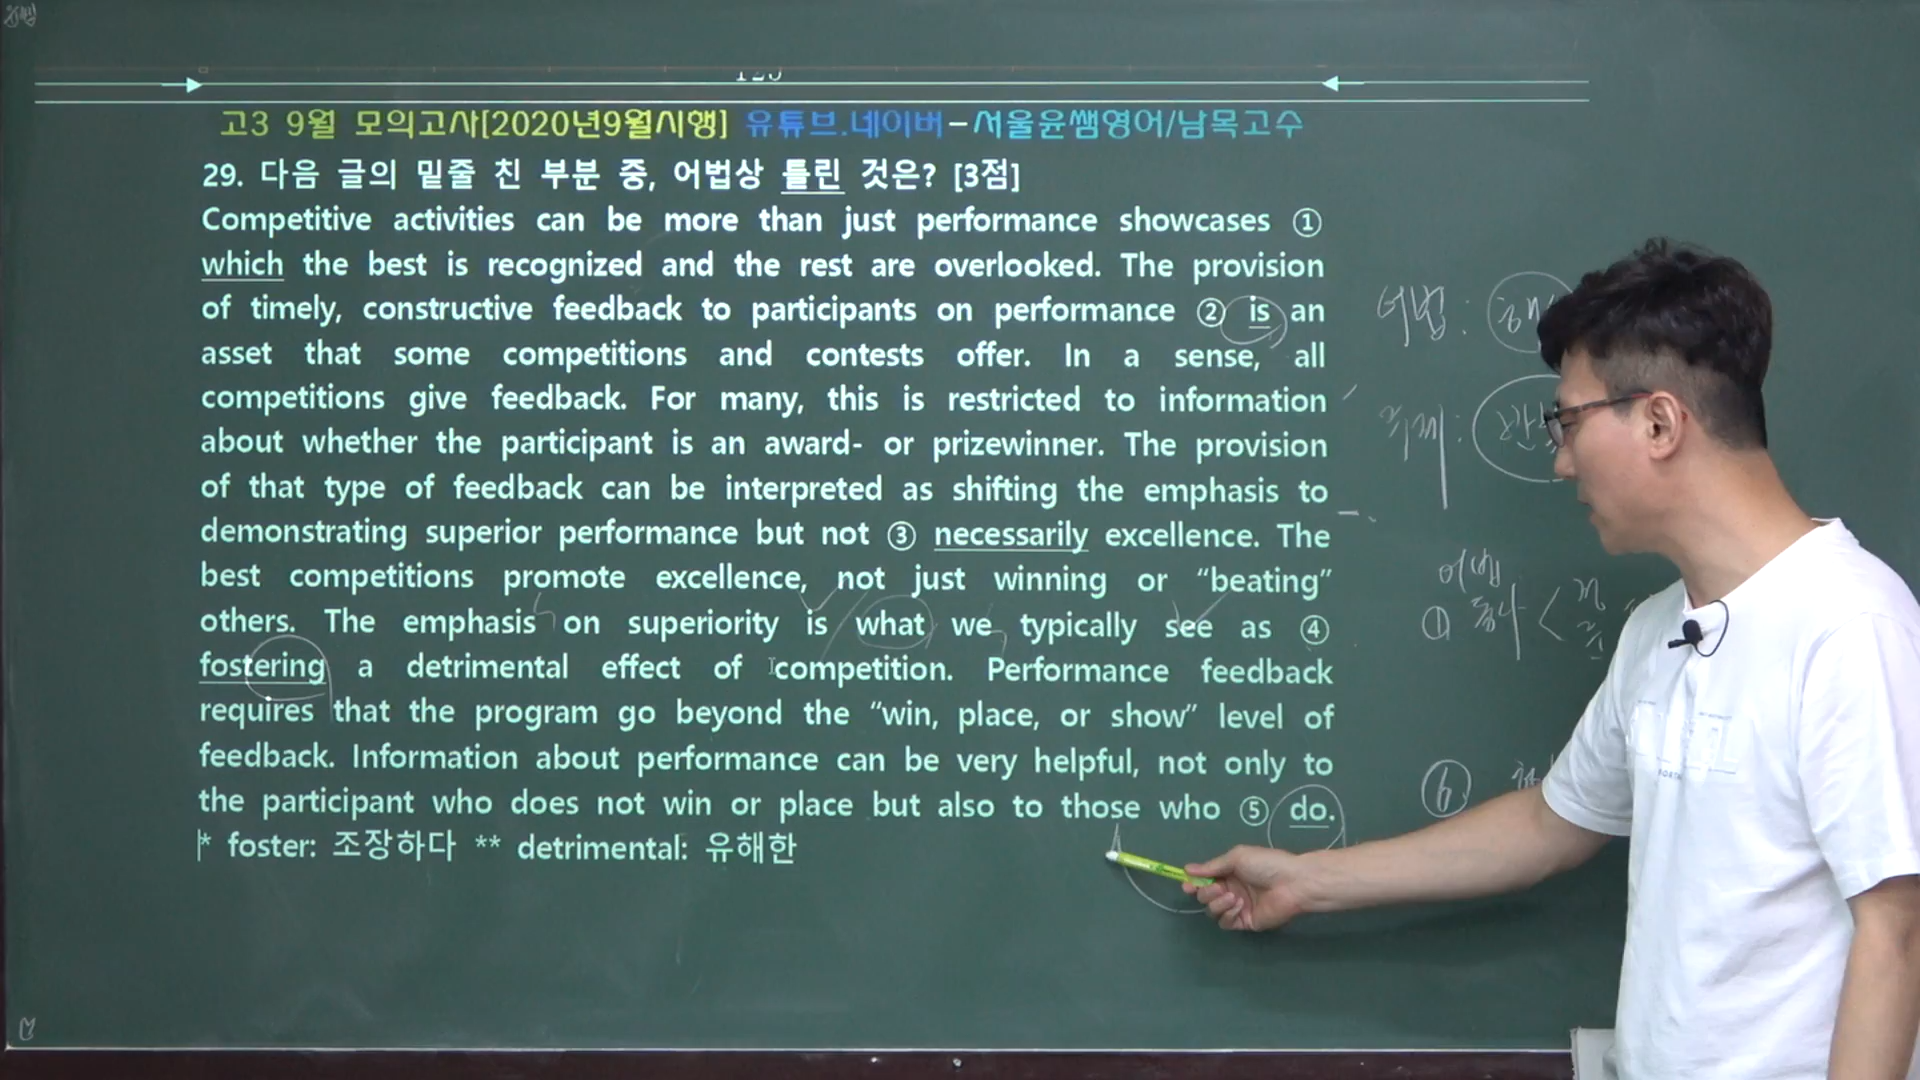 고3 9월 모의고사[2020년9월시행] 유튜브.네이버-서울윤쌤영어/남목고수
29. 다음 글의 밑줄 친 부분 중, 어법상 틀린 것은? [3점]
Competitive activities can be more than just performance showcases ①
which the best is recognized and the rest are overlooked. The provision
of timely, constructive feedback to participants on performance ② is an
asset that some competitions and contests offer. In a sense, all
competitions give feedback. For many, this is restricted to information
about whether the participant is an award- or prizewinner. The provision
of that type of feedback can be interpreted as shifting the emphasis to
demonstrating superior performance but not ③ necessarily excellence. The
best competitions promote excellence, not just winning or “beating”
others. The emphasis on superiority is what we typically see as ④
fostering a detrimental effect of competition. Performance feedback
requires that the program go beyond the “win, place, or show” level of
feedback. Information about performance can be very helpful, not only to
the participant who does not win or place but also to those who ⑤ do.
* foster: 조장하다 ** detrimental: 유해한
어법 :
어법
① 동사 <
⑥